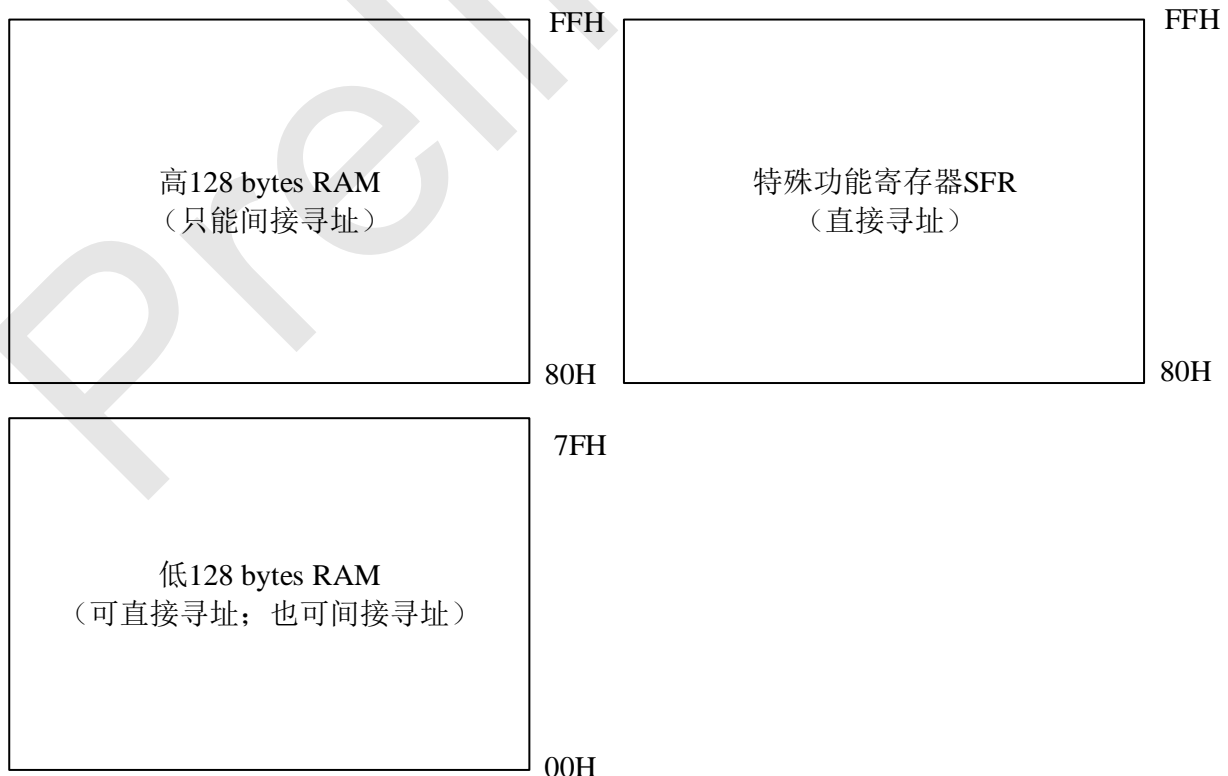 FFH
FFH
高128 bytes RAM
（只能间接寻址）
特殊功能寄存器SFR
（直接寻址）
80H
80H
7FH
低128 bytes RAM
（可直接寻址；也可间接寻址）
00H
Preli